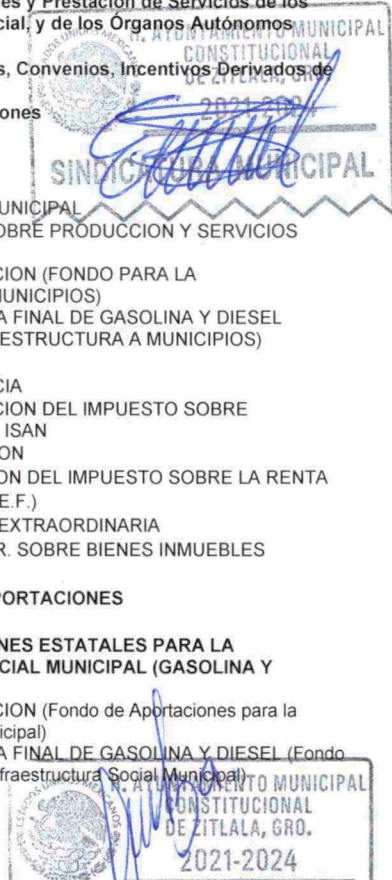 es y Prestación de Servicios de los
cial, y de los Órganos Autónomos
H. AYUNTAMIENTO MUNICIPAL
CONSTITUCIONAL
s, Convenios, Incentivos Derivados de
DE ZITLALA, GRO.
2021-2024
ones
SINDICATURA MUNICIPAL
UNICIPAL
OBRE PRODUCCION Y SERVICIOS
CION (FONDO PARA LA
MUNICIPIOS)
A FINAL DE GASOLINA Y DIESEL
ESTRUCTURA A MUNICIPIOS)
CIA
CION DEL IMPUESTO SOBRE
ISAN
ON
ON DEL IMPUESTO SOBRE LA RENTA
E.F.)
EXTRAORDINARIA
R. SOBRE BIENES INMUEBLES
PORTACIONES
NES ESTATALES PARA LA
CIAL MUNICIPAL (GASOLINA Y
CION (Fondo de Aportaciones para la
icipal)
A FINAL DE GASOLINA Y DIESEL (Fondo
fraestructura Social Municipal)
H. AYUNTAMIENTO MUNICIPAL
CONSTITUCIONAL
DE ZITLALA, GRO.
2021-2024